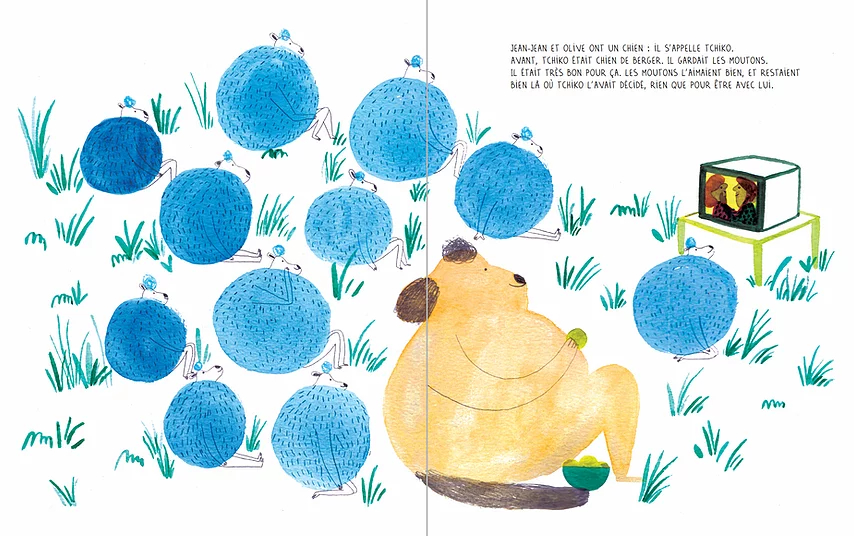 JEAN-JEAN ET OLIVE ONT UN CHIEN : IL S'APPELLE TCHIKO.
AVANT, TCHIKO ÉTAIT CHIEN DE BERGER. IL GARDAIT LES MOUTONS.
IL ÉTAIT TRÈS BON POUR ÇA. LES MOUTONS L'AIMAIENT BIEN, ET RESTAIENT
BIEN LÀ OÙ TCHIKO L'AVAIT DÉCIDÉ, RIEN QUE POUR ÊTRE AVEC LUI.